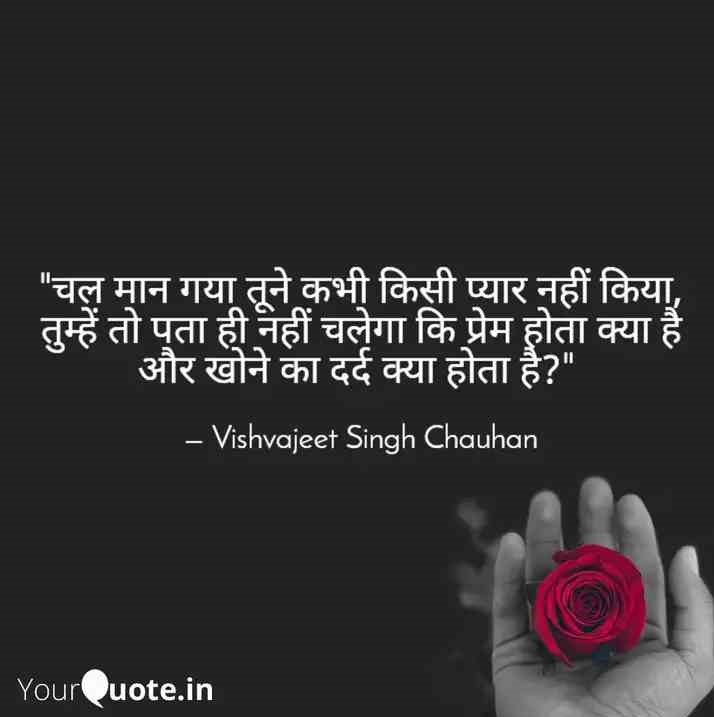 "चल मान गया तूने कभी किसी प्यार नहीं किया,
तुम्हें तो पता ही नहीं चलेगा कि प्रेम होता क्या है
और खोने का दर्द क्या होता है?"
– Vishvajeet Singh Chauhan
YourQuote.in